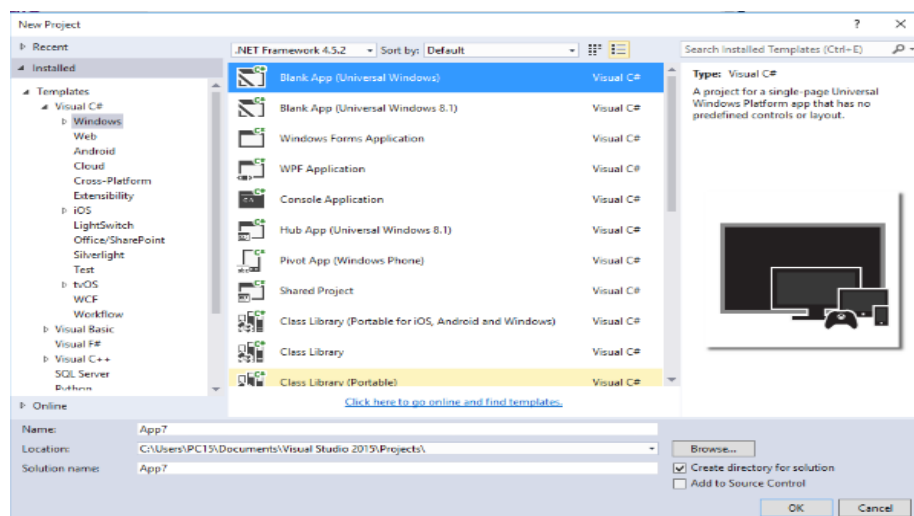 New Project
? ×
Recent
.NET Framework 4.5.2 Sort by: Default
Search Installed Templates (Ctrl+E)
Installed
Templates
Visual C#
Windows
Web
Android
Cloud
Cross-Platform
Extensibility
iOS
LightSwitch
Office/SharePoint
Silverlight
Test
tvOS
WCF
Workflow
Visual Basic
Visual F#
Visual C++
SQL Server
Python
Online
Blank App (Universal Windows) Visual C#
Blank App (Universal Windows 8.1) Visual C#
Windows Forms Application Visual C#
WPF Application Visual C#
Console Application Visual C#
Hub App (Universal Windows 8.1) Visual C#
Pivot App (Windows Phone) Visual C#
Shared Project Visual C#
Class Library (Portable for iOS, Android and Windows) Visual C#
Class Library Visual C#
Class Library (Portable) Visual C#
Click here to go online and find templates.
Type: Visual C#
A project for a single-page Universal
Windows Platform app that has no
predefined controls or layout.
Name: App7
Location: C:\Users\PC15\Documents\Visual Studio 2015\Projects\
Browse...
Solution name: App7
Create directory for solution
Add to Source Control
OK Cancel